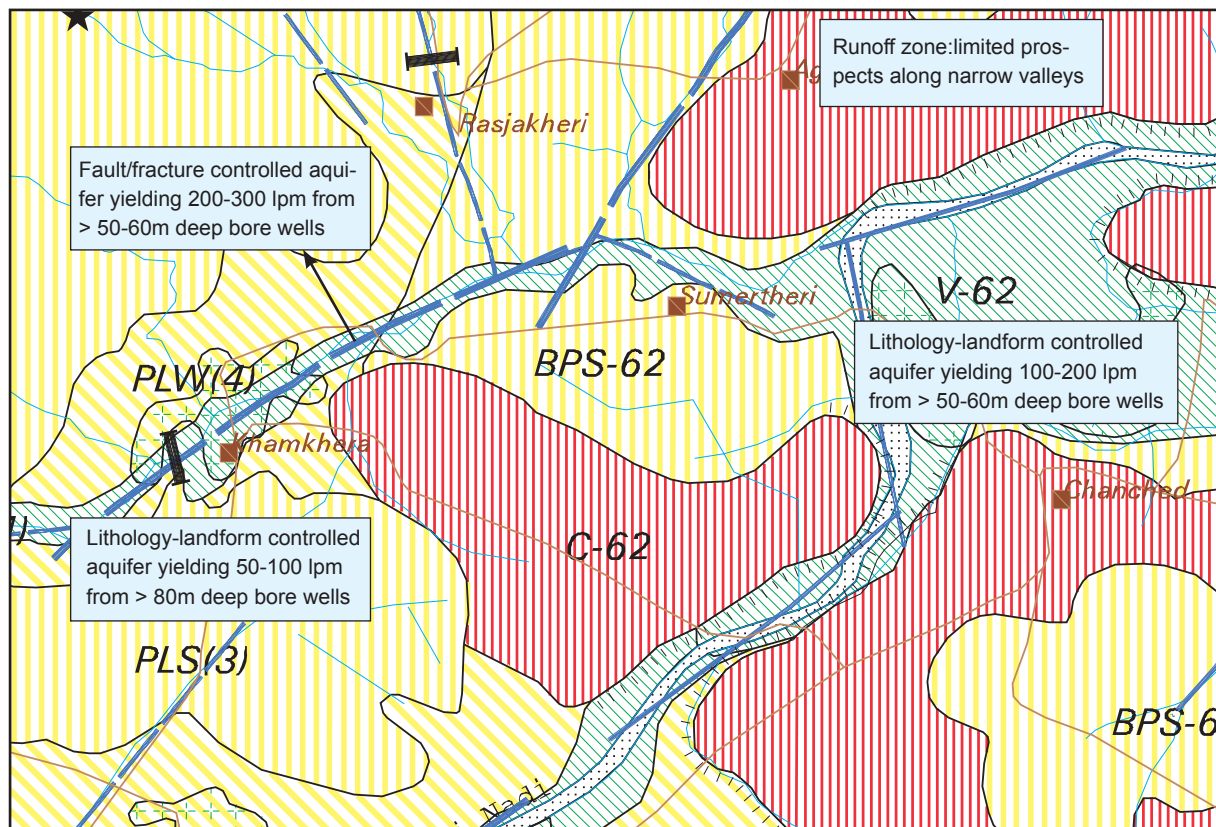 Runoff zone:limited pros-
pects along narrow valleys
Rasjakheri
Fault/fracture controlled aqui-
fer yielding 200-300 lpm from
> 50-60m deep bore wells
V-62
Sumertheri
Lithology-landform controlled
aquifer yielding 100-200 lpm
from > 50-60m deep bore wells
BPS-62
PLW(4)
Khamkhera
Chanched
Lithology-landform controlled
aquifer yielding 50-100 lpm
from > 80m deep bore wells
C-62
PLS(3)
BPS-6
Nadi